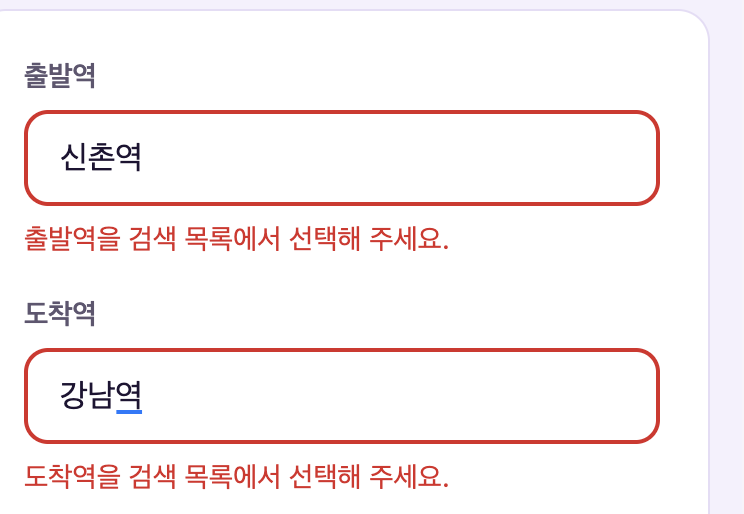 출발역
신촌역
출발역을 검색 목록에서 선택해 주세요.
도착역
강남역
도착역을 검색 목록에서 선택해 주세요.